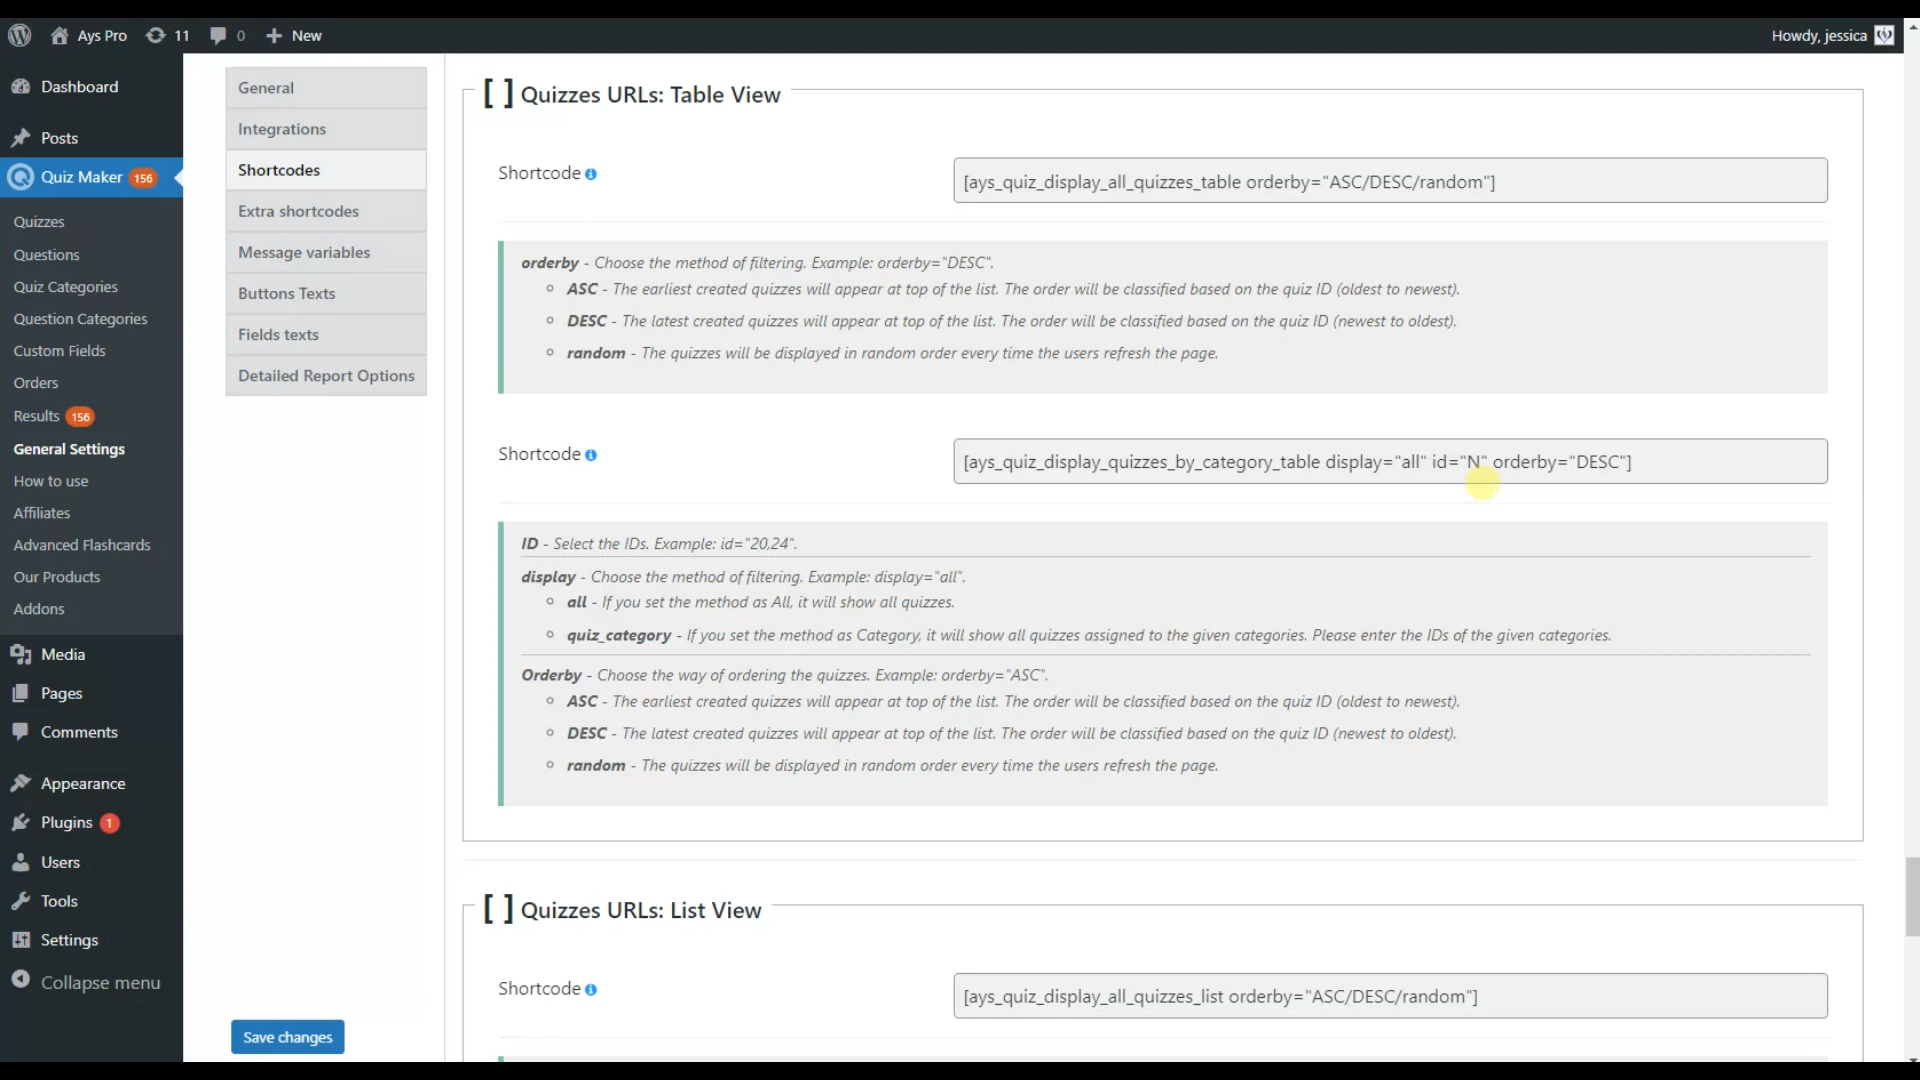 Ays Pro 11 0 New
Howdy, jessica
Dashboard
Posts
Quiz Maker 156
Quizzes
Questions
Quiz Categories
Question Categories
Custom Fields
Orders
Results 156
General Settings
How to use
Affiliates
Advanced Flashcards
Our Products
Addons
Media
Pages
Comments
Appearance
Plugins 1
Users
Tools
Settings
Collapse menu
General
Integrations
Shortcodes
Extra shortcodes
Message variables
Buttons Texts
Fields texts
Detailed Report Options
Save changes
[ ] Quizzes URLs: Table View
Shortcode
[ays_quiz_display_all_quizzes_table orderby="ASC/DESC/random"]
orderby - Choose the method of filtering. Example: orderby="DESC".
ASC - The earliest created quizzes will appear at top of the list. The order will be classified based on the quiz ID (oldest to newest).
DESC - The latest created quizzes will appear at top of the list. The order will be classified based on the quiz ID (newest to oldest).
random - The quizzes will be displayed in random order every time the users refresh the page.
Shortcode
[ays_quiz_display_quizzes_by_category_table display="all" id="N" orderby="DESC"]
ID - Select the IDs. Example: id="20,24".
display - Choose the method of filtering. Example: display="all".
all - If you set the method as All, it will show all quizzes.
quiz_category - If you set the method as Category, it will show all quizzes assigned to the given categories. Please enter the IDs of the given categories.
Orderby - Choose the way of ordering the quizzes. Example: orderby="ASC".
ASC - The earliest created quizzes will appear at top of the list. The order will be classified based on the quiz ID (oldest to newest).
DESC - The latest created quizzes will appear at top of the list. The order will be classified based on the quiz ID (newest to oldest).
random - The quizzes will be displayed in random order every time the users refresh the page.
[ ] Quizzes URLs: List View
Shortcode
[ays_quiz_display_all_quizzes_list orderby="ASC/DESC/random"]